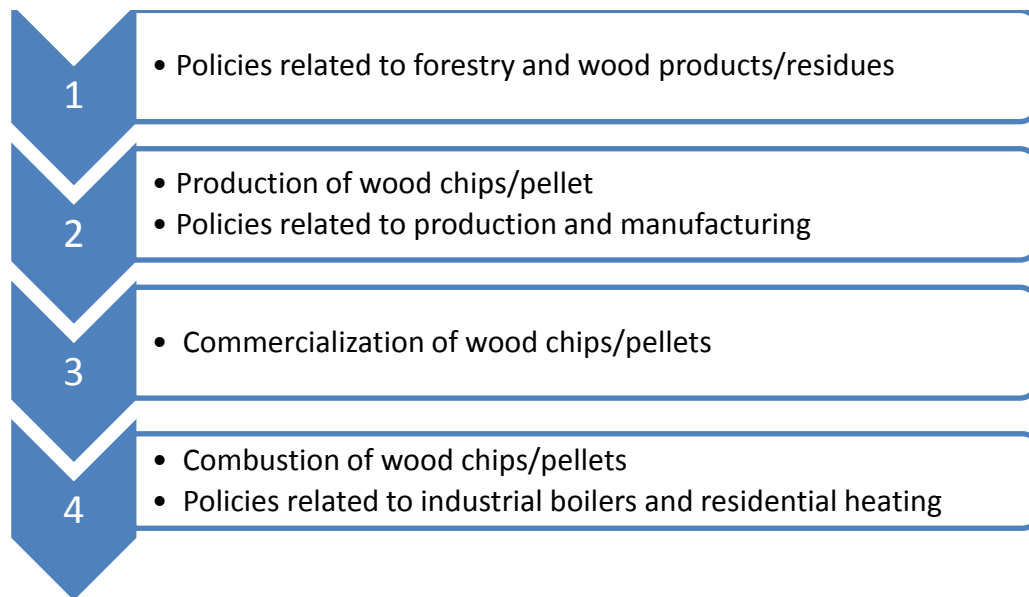 1
• Policies related to forestry and wood products/residues
2
• Production of wood chips/pellet
• Policies related to production and manufacturing
3
• Commercialization of wood chips/pellets
4
• Combustion of wood chips/pellets
• Policies related to industrial boilers and residential heating